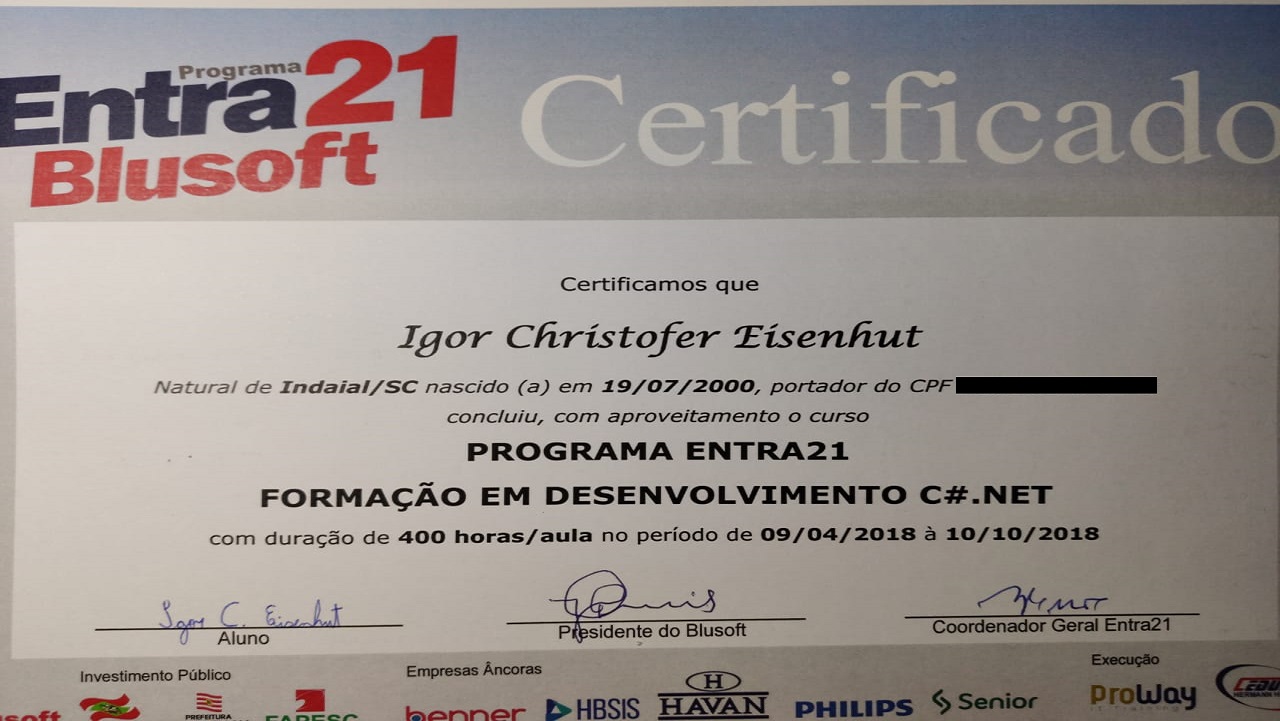 Programa
Entra21
Blusoft
Certificado
Certificamos que
Igor Christofer Eisenhut
Natural de Indaial/SC nascido (a) em 19/07/2000, portador do CPF
concluiu, com aproveitamento o curso
PROGRAMA ENTRA21
FORMAÇÃO EM DESENVOLVIMENTO C#.NET
com duração de 400 horas/aula no período de 09/04/2018 à 10/10/2018
Igor C. Eisenhut
Aluno
Presidente do Blusoft
Coordenador Geral Entra21
Investimento Público
Empresas Âncoras
Execução
soft
PREFEITURA
FAPESC
benner
HBSIS
H
HAVAN
PHILIPS
Senior
ProWay